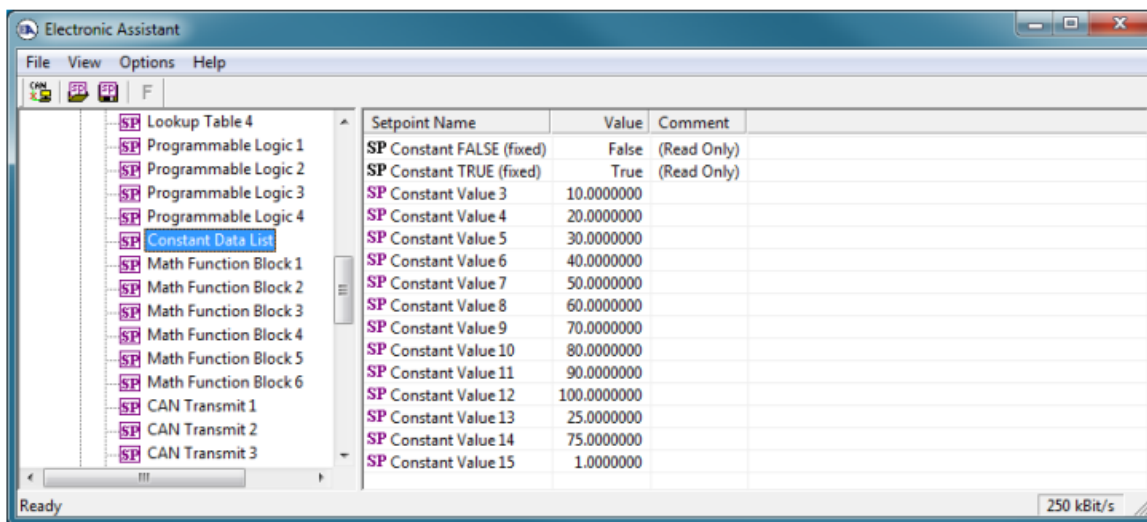 EA Electronic Assistant
File View Options Help
CAN SP SP F
SP Lookup Table 4
SP Programmable Logic 1
SP Programmable Logic 2
SP Programmable Logic 3
SP Programmable Logic 4
SP Constant Data List
SP Math Function Block 1
SP Math Function Block 2
SP Math Function Block 3
SP Math Function Block 4
SP Math Function Block 5
SP Math Function Block 6
SP CAN Transmit 1
SP CAN Transmit 2
SP CAN Transmit 3
Setpoint Name Value Comment
SP Constant FALSE (fixed) False (Read Only)
SP Constant TRUE (fixed) True (Read Only)
SP Constant Value 3 10.0000000
SP Constant Value 4 20.0000000
SP Constant Value 5 30.0000000
SP Constant Value 6 40.0000000
SP Constant Value 7 50.0000000
SP Constant Value 8 60.0000000
SP Constant Value 9 70.0000000
SP Constant Value 10 80.0000000
SP Constant Value 11 90.0000000
SP Constant Value 12 100.0000000
SP Constant Value 13 25.0000000
SP Constant Value 14 75.0000000
SP Constant Value 15 1.0000000
Ready 250 kBit/s